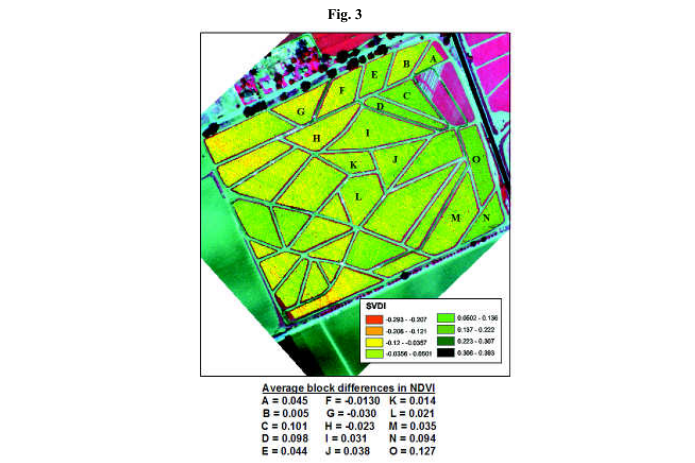 Fig. 3
A
B
E
C
F
D
G
I
H
J
O
K
L
M
N
SVDI
-0.293 - -0.207
0.0502 - 0.136
-0.206 - -0.121
0.137 - 0.222
-0.12 - -0.0357
0.223 - 0.307
-0.0356 - 0.0501
0.308 - 0.393
Average block differences in NDVI
A = 0.045 F = -0.0130 K = 0.014
B = 0.005 G = -0.030 L = 0.021
C = 0.101 H = -0.023 M = 0.035
D = 0.098 I = 0.031 N = 0.094
E = 0.044 J = 0.038 O = 0.127